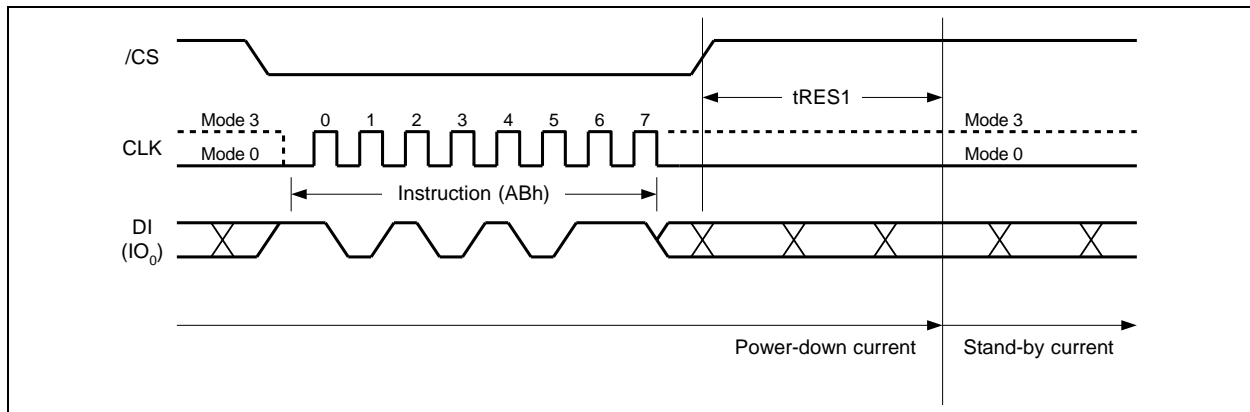 /CS
tRES1
Mode 3 0 1 2 3 4 5 6 7 Mode 3
CLK
Mode 0 Mode 0
Instruction (ABh)
DI
(IO₀)
Power-down current Stand-by current